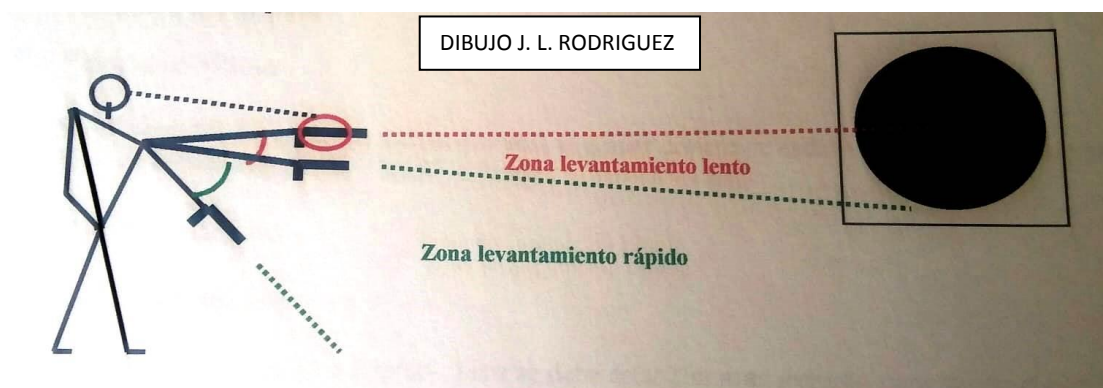 DIBUJO J. L. RODRIGUEZ
Zona levantamiento lento
Zona levantamiento rápido